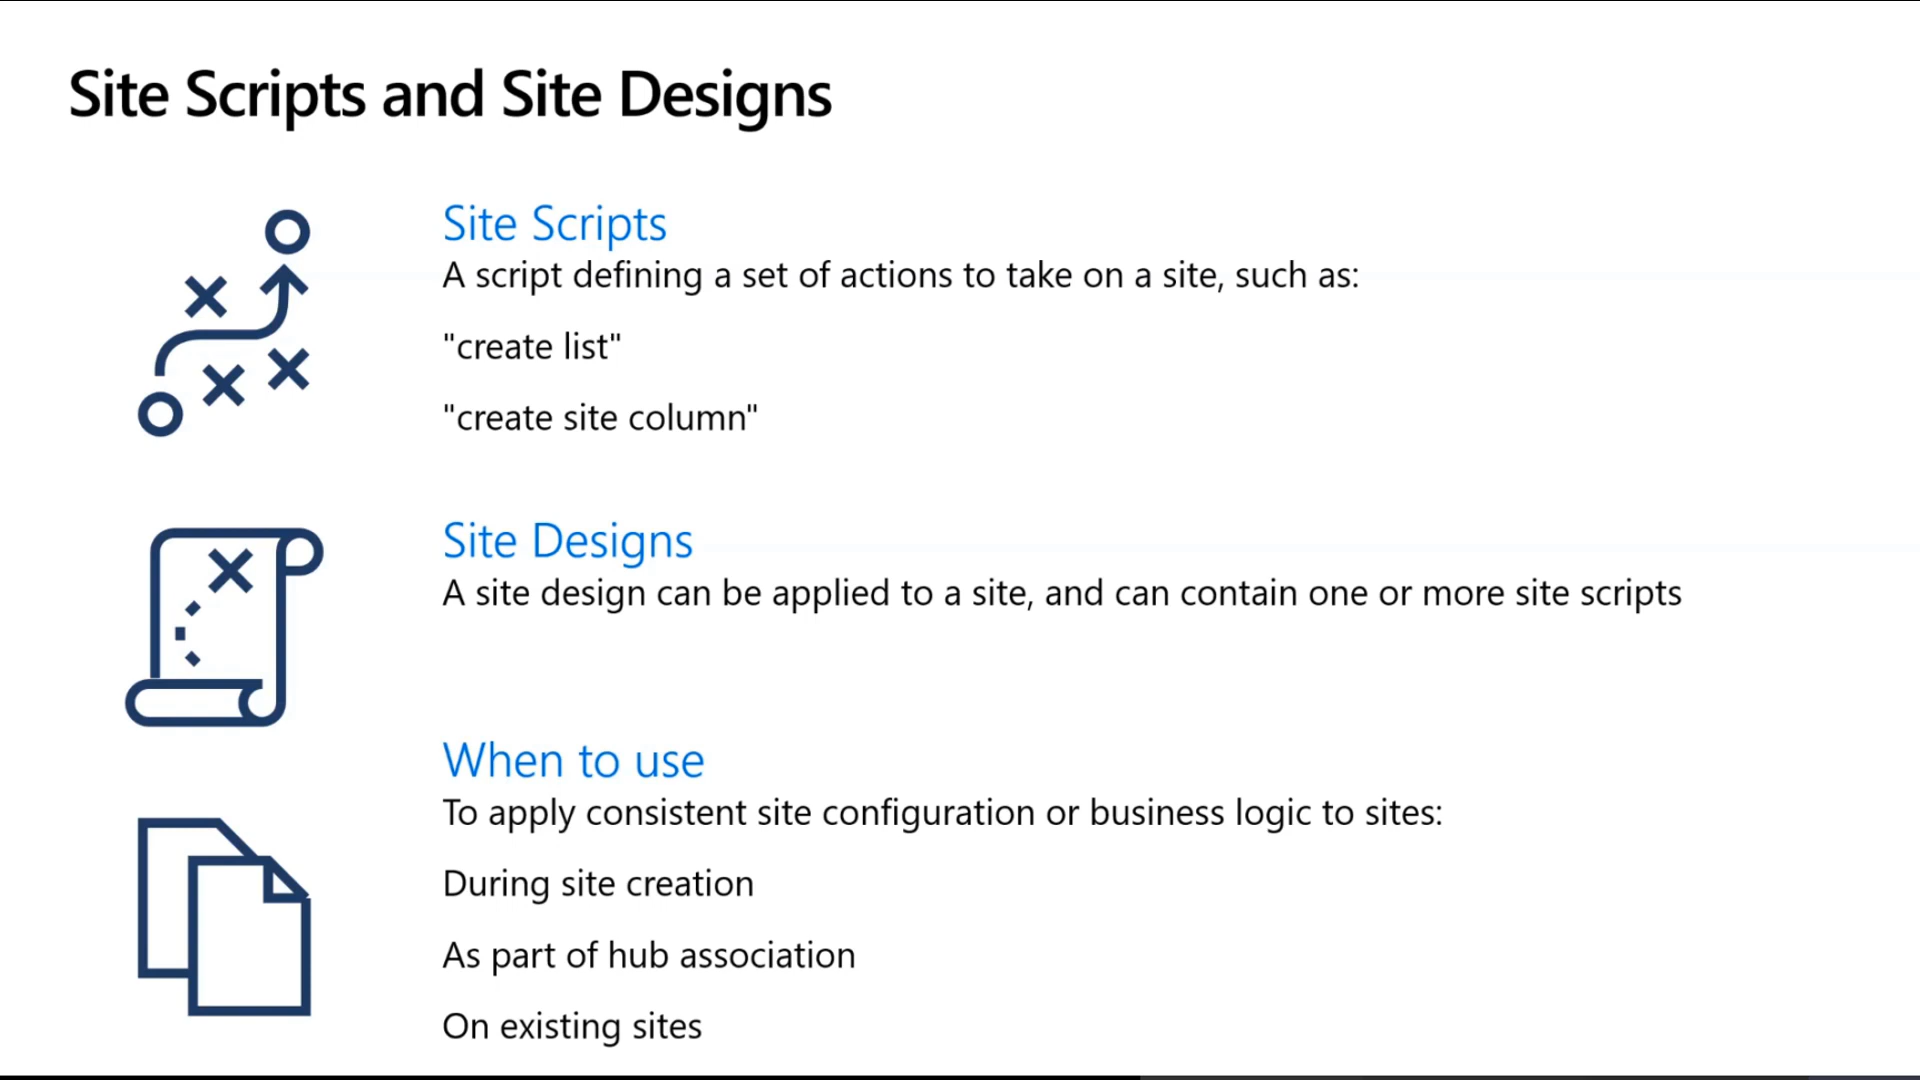 Site Scripts and Site Designs
Site Scripts
A script defining a set of actions to take on a site, such as:
"create list"
"create site column"
Site Designs
A site design can be applied to a site, and can contain one or more site scripts
When to use
To apply consistent site configuration or business logic to sites:
During site creation
As part of hub association
On existing sites